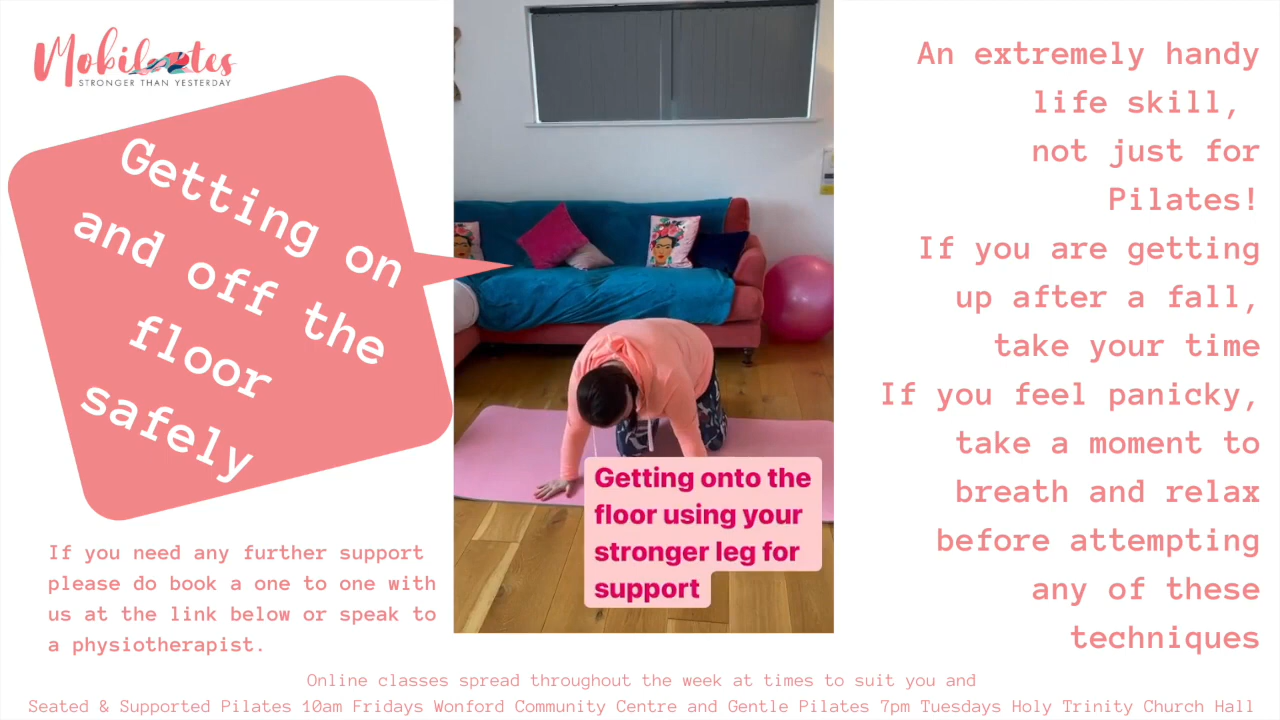 Mobilates
STRONGER THAN YESTERDAY
Getting on
and off the
floor
safely
If you need any further support
please do book a one to one with
us at the link below or speak to
a physiotherapist.
Getting onto the
floor using your
stronger leg for
support
An extremely handy
life skill,
not just for
Pilates!
If you are getting
up after a fall,
take your time
If you feel panicky,
take a moment to
breath and relax
before attempting
any of these
techniques
Online classes spread throughout the week at times to suit you and
Seated & Supported Pilates 10am Fridays Wonford Community Centre and Gentle Pilates 7pm Tuesdays Holy Trinity Church Hall